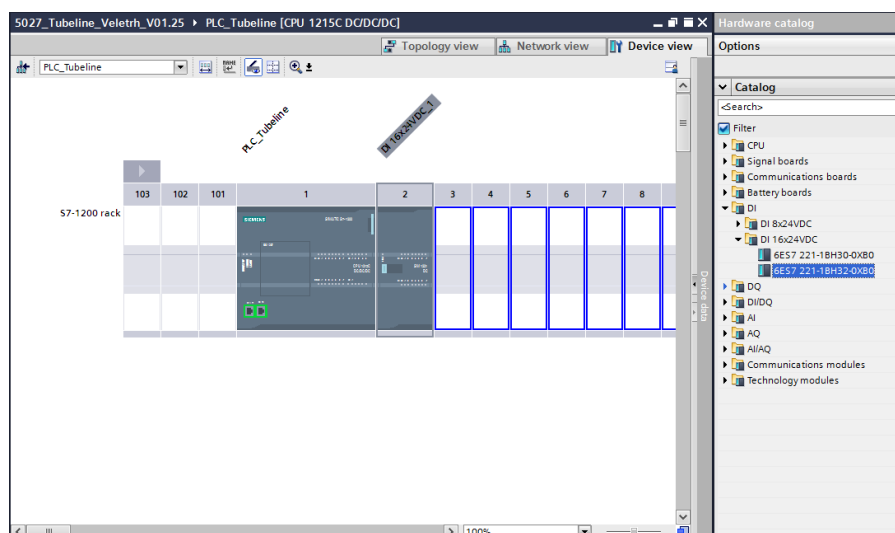 5027_Tubeline_Veletrh_V01.25 ▸ PLC_Tubeline [CPU 1215C DC/DC/DC]
Hardware catalog
Topology view
Network view
Device view
Options
PLC_Tubeline
Catalog
<Search>
Filter
CPU
Signal boards
Communications boards
Battery boards
DI
DI 8x24VDC
DI 16x24VDC
6ES7 221-1BH30-0XB0
6ES7 221-1BH32-0XB0
DQ
DI/DQ
AI
AQ
AI/AQ
Communications modules
Technology modules
PLC_Tubeline
DI 16x24VDC_1
103 102 101 1 2 3 4 5 6 7 8
S7-1200 rack
SIEMENS
Device data
100%